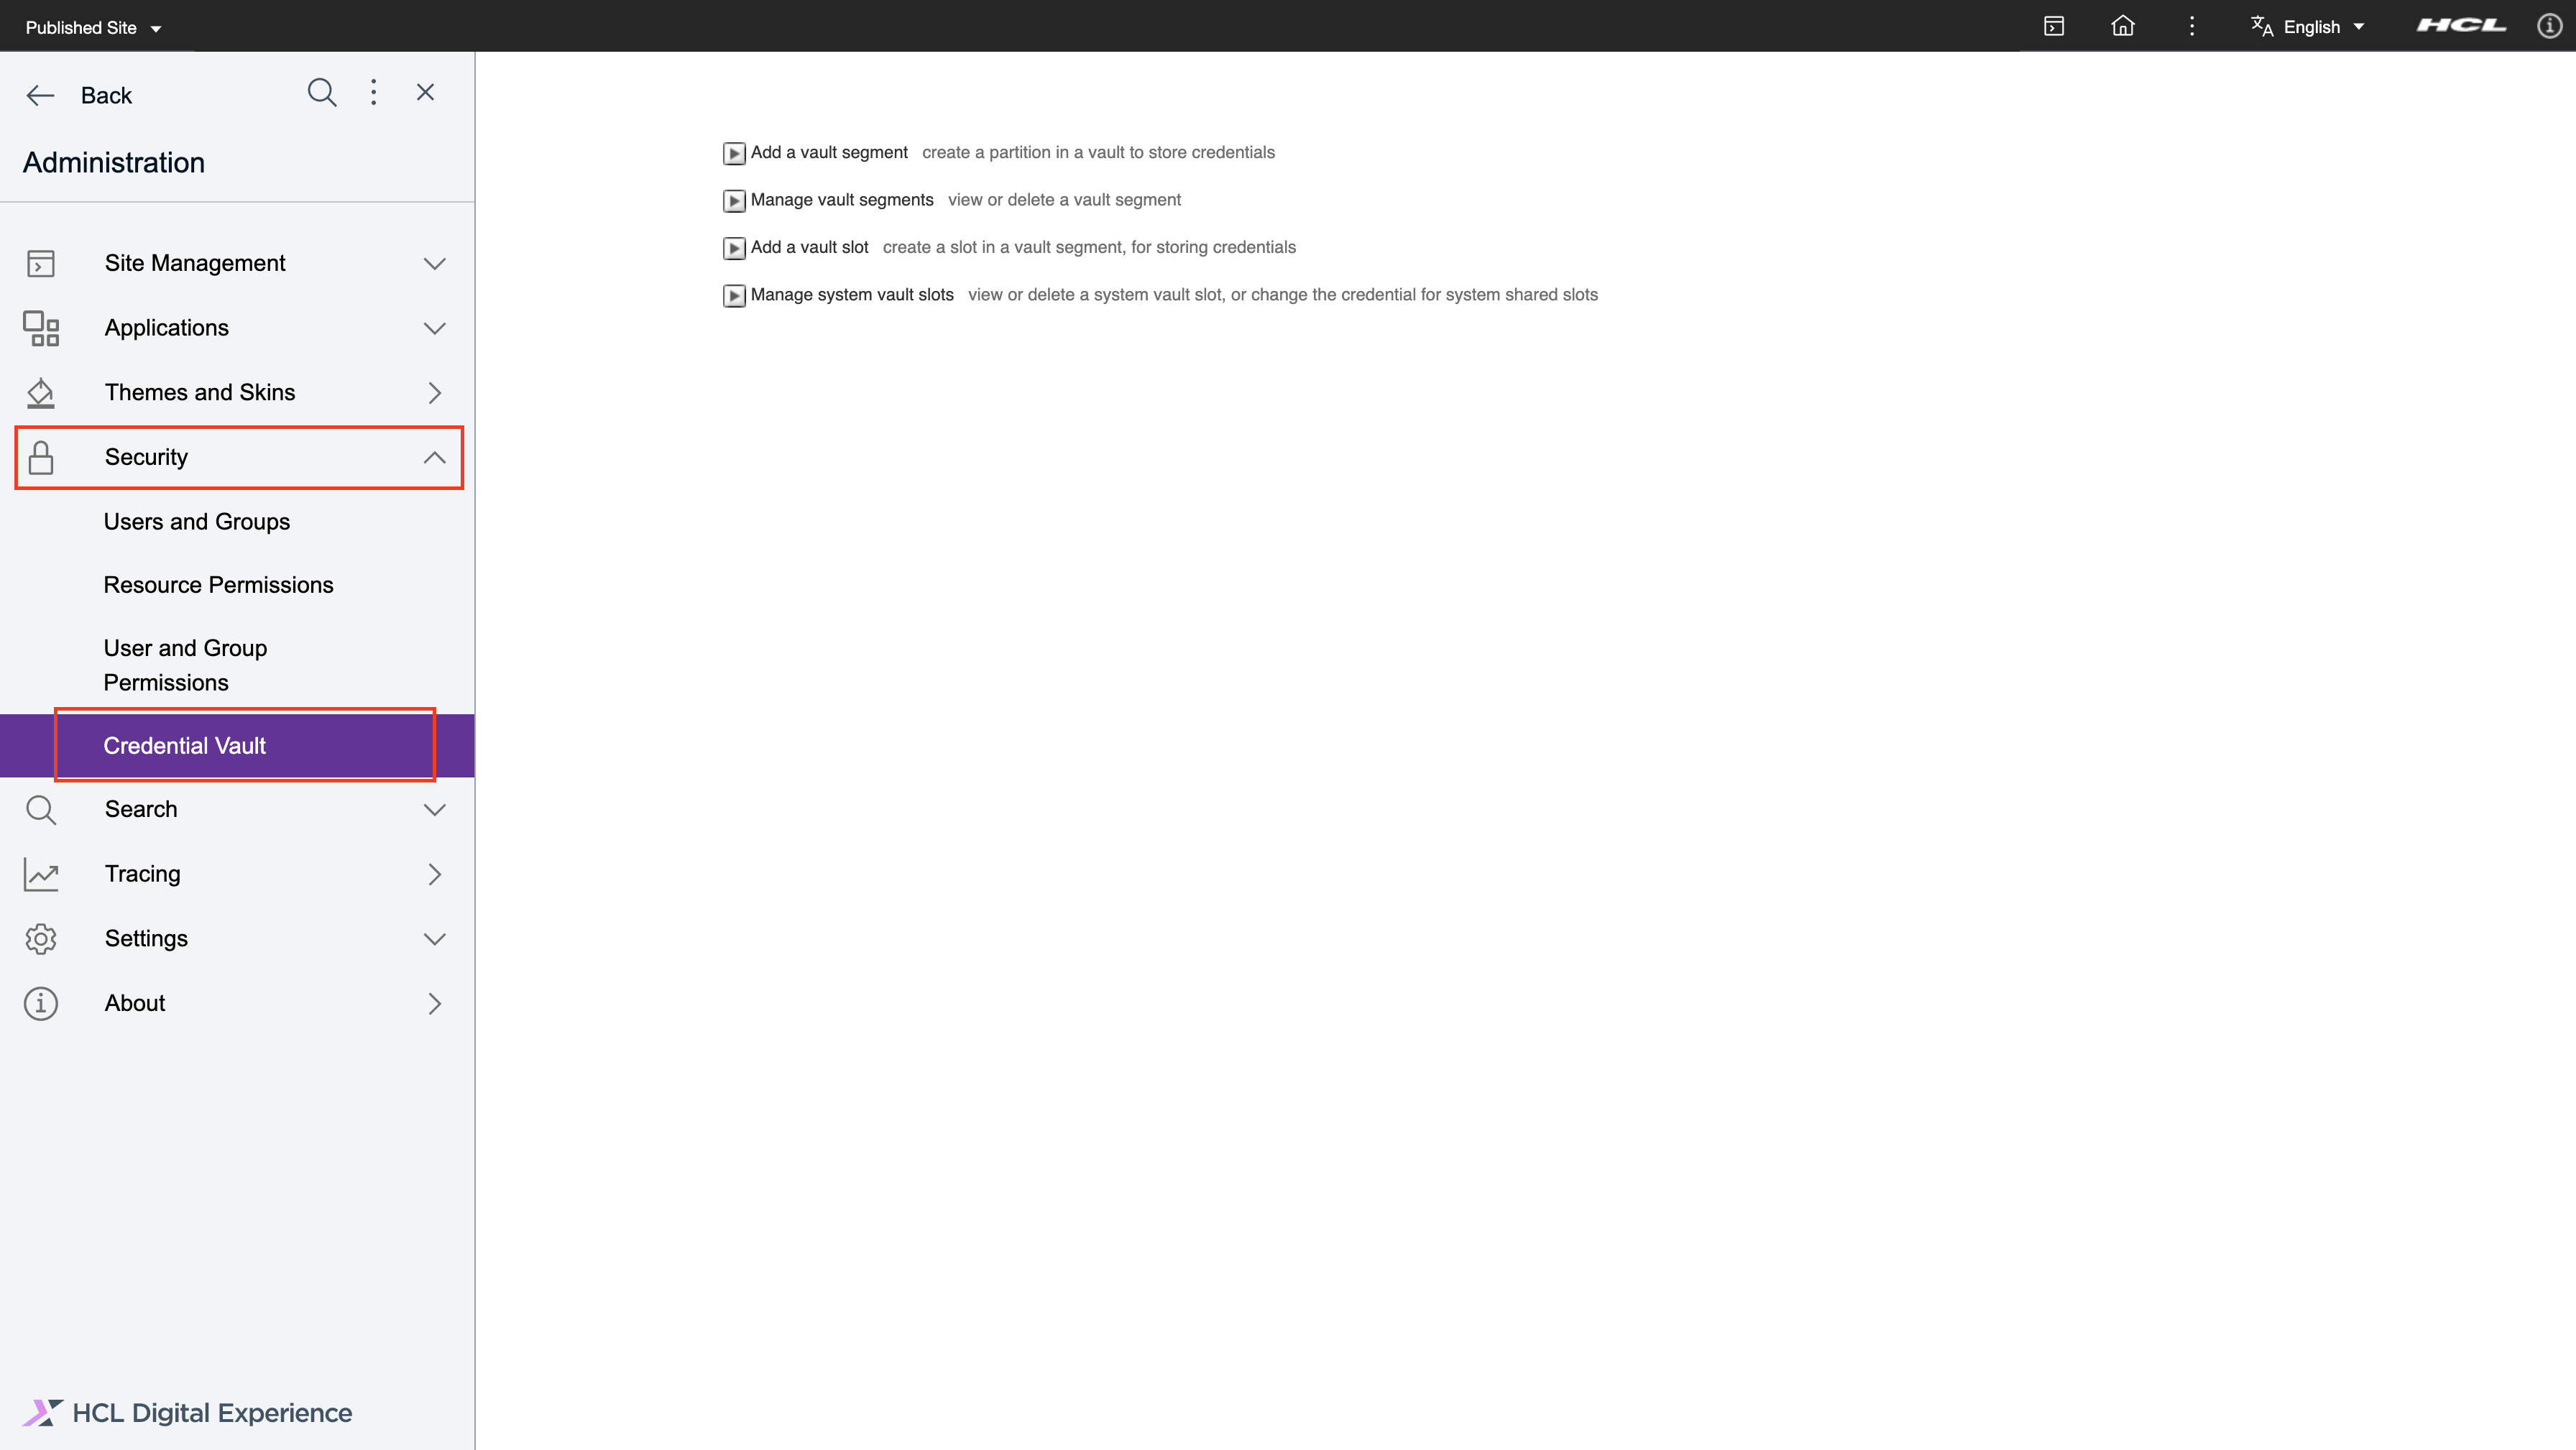 Published Site
English
HCL
Back
Administration
Site Management
Applications
Themes and Skins
Security
Users and Groups
Resource Permissions
User and Group
Permissions
Credential Vault
Search
Tracing
Settings
About
HCL Digital Experience
Add a vault segment create a partition in a vault to store credentials
Manage vault segments view or delete a vault segment
Add a vault slot create a slot in a vault segment, for storing credentials
Manage system vault slots view or delete a system vault slot, or change the credential for system shared slots